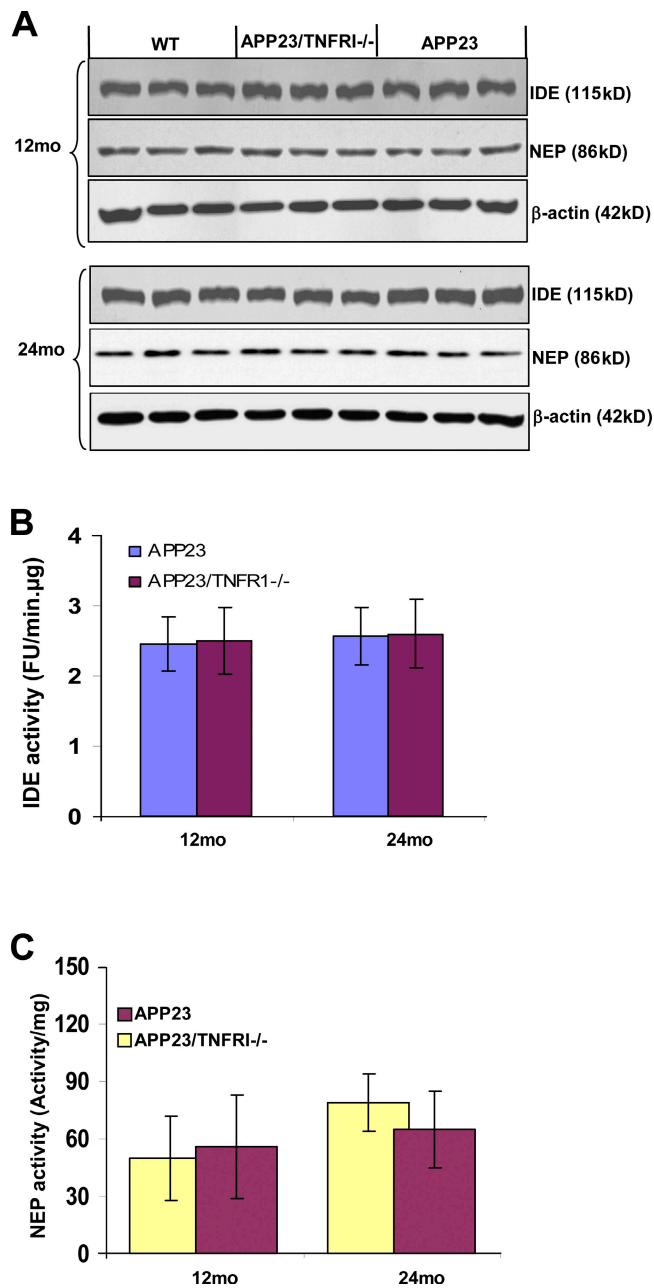 A
WT APP23/TNFRI-/- APP23
IDE (115kD)
12mo
NEP (86kD)
β-actin (42kD)
IDE (115kD)
24mo
NEP (86kD)
β-actin (42kD)
B
4
3
2
1
0
IDE activity (FU/min.µg)
APP23
APP23/TNFR1-/-
12mo 24mo
C
150
120
90
60
30
0
NEP activity (Activity/mg)
APP23
APP23/TNFRI-/-
12mo 24mo